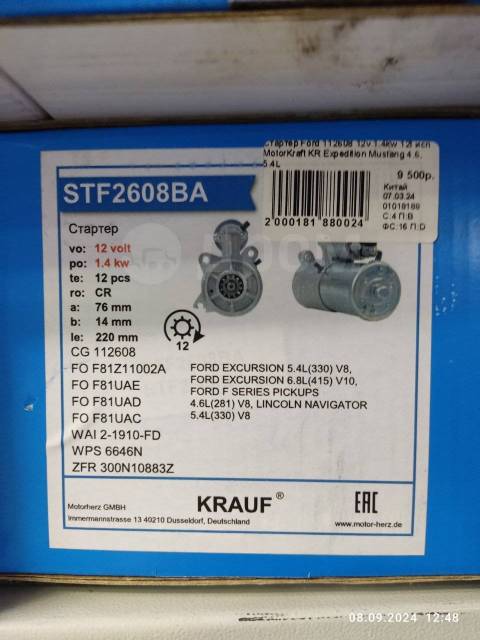 Стартер Ford 112608 12v 1.4kw 12t исп
MotorKraft KR Expedition Mustang 4.6,
5.4L
9 500р.
Китай
07.03.24
01019189
С:4 П:В
ФС:16 П:D
2 000181 880024
STF2608BA
Стартер
vo: 12 volt
po: 1.4 kw
te: 12 pcs
ro: CR
a: 76 mm
b: 14 mm
le: 220 mm
12
CG 112608
FO F81Z11002A
FO F81UAE
FO F81UAD
FO F81UAC
WAI 2-1910-FD
WPS 6646N
ZFR 300N10883Z
FORD EXCURSION 5.4L(330) V8,
FORD EXCURSION 6.8L(415) V10,
FORD F SERIES PICKUPS
4.6L(281) V8, LINCOLN NAVIGATOR
5.4L(330) V8
Motorherz GMBH
Immermannstrasse 13 40210 Dusseldorf, Deutschland
KRAUF ®
EAC
www.motor-herz.de
08.09.2024 12:48